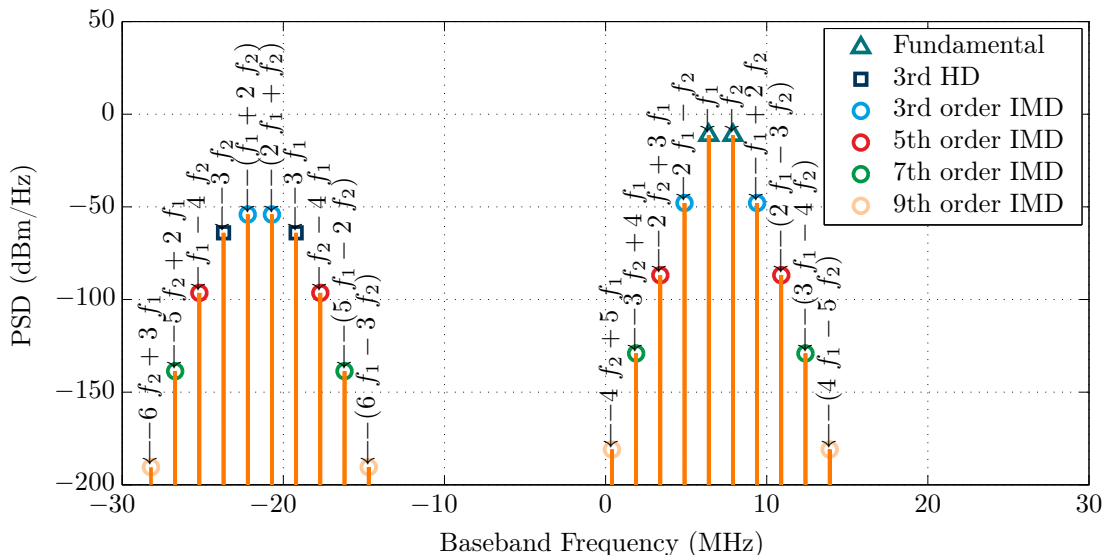 PSD (dBm/Hz)
50
0
−50
−100
−150
−200
−6 f₂ + 3 f₁
−5 f₂ + 2 f₁
f₁ − 4 f₂
−3 f₂
−(f₁ + 2 f₂)
−(2 f₁ + f₂)
−3 f₁
f₂ − 4 f₁
−(5 f₁ − 2 f₂)
−(6 f₁ − 3 f₂)
−4 f₂ + 5 f₁
−3 f₂ + 4 f₁
−2 f₂ + 3 f₁
2 f₁ − f₂
f₁
f₂
−f₁ + 2 f₂
−(2 f₁ − 3 f₂)
−(3 f₁ − 4 f₂)
−(4 f₁ − 5 f₂)
Fundamental
3rd HD
3rd order IMD
5th order IMD
7th order IMD
9th order IMD
−30
−20
−10
0
10
20
30
Baseband Frequency (MHz)